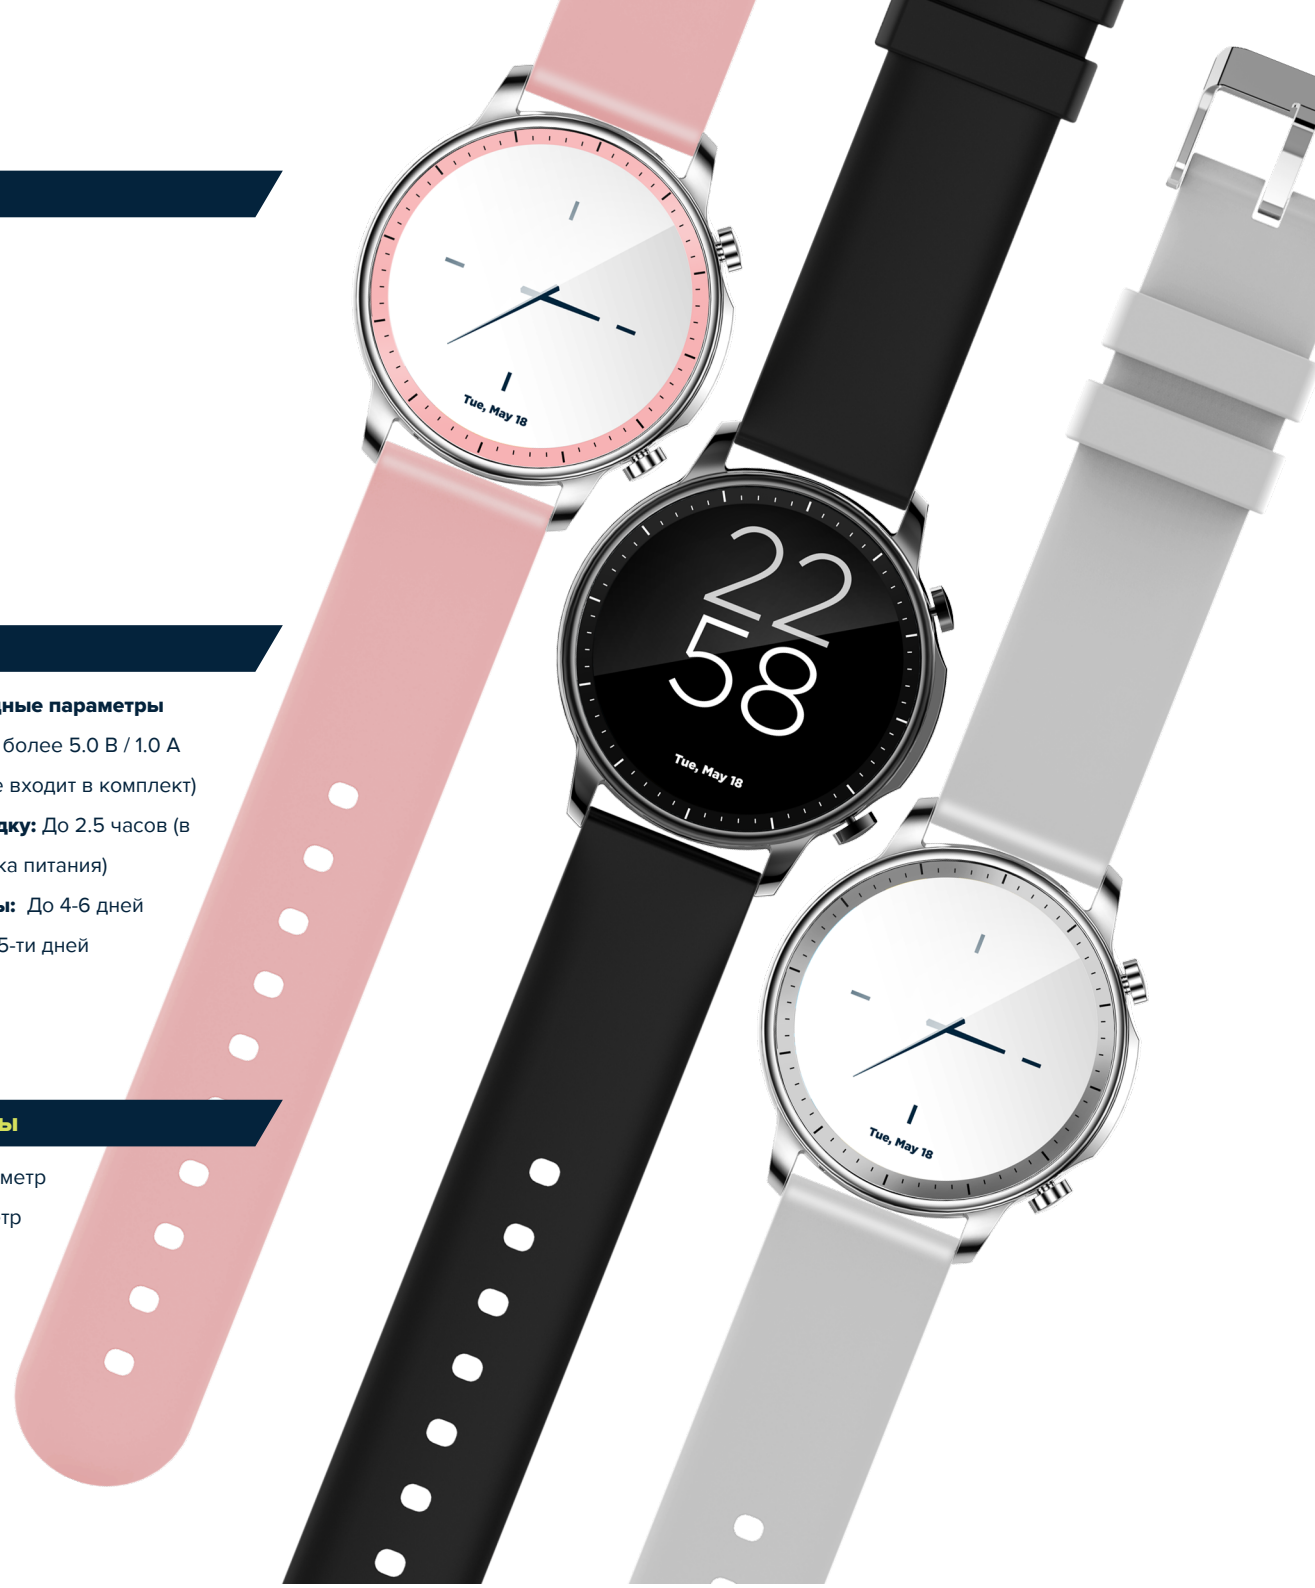 дные параметры
более 5.0 В / 1.0 А
е входит в комплект)
дку: До 2.5 часов (в
ка питания)
ы: До 4-6 дней
5-ти дней
ы
метр
тр
Tue, May 18
22
58
Tue, May 18
Tue, May 18